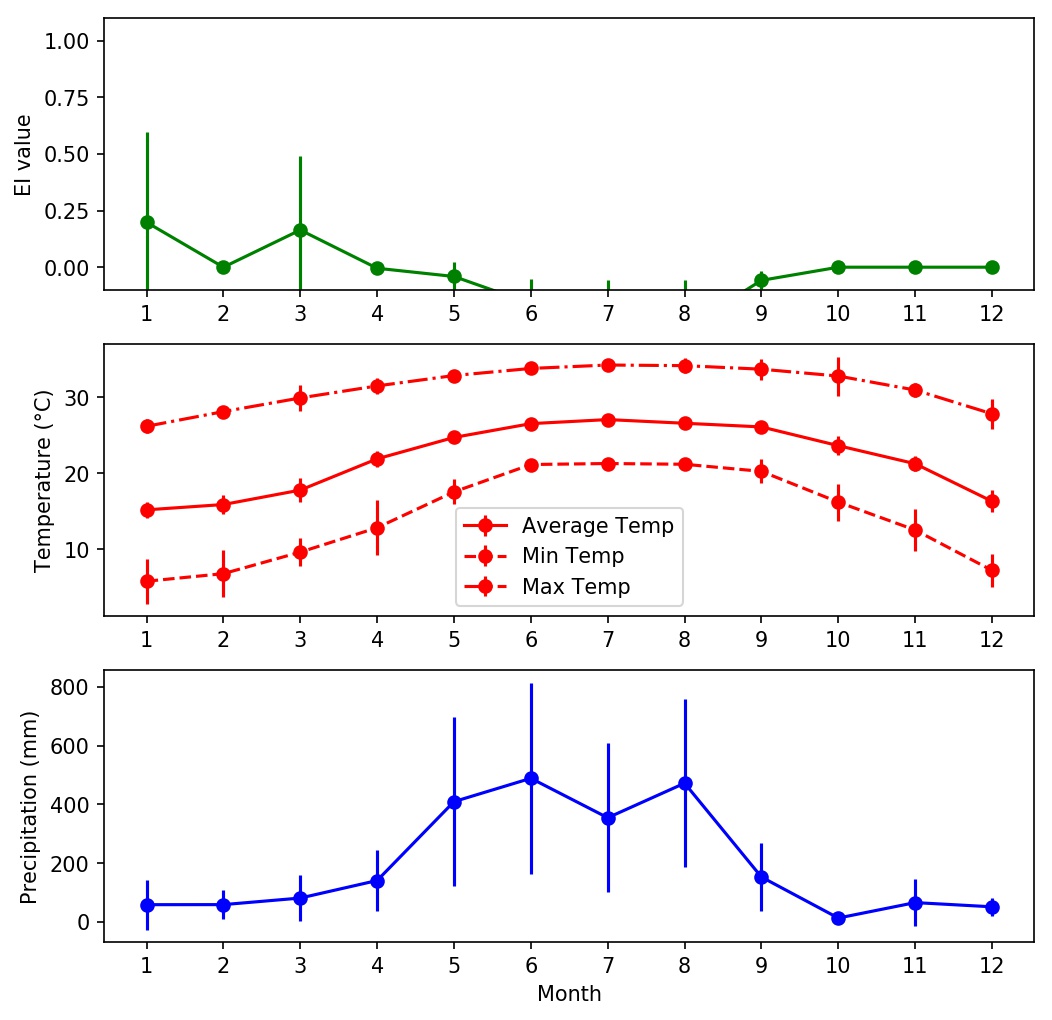 EI value
1.00
0.75
0.50
0.25
0.00
1 2 3 4 5 6 7 8 9 10 11 12
Temperature (°C)
30
20
10
Average Temp
Min Temp
Max Temp
1 2 3 4 5 6 7 8 9 10 11 12
Precipitation (mm)
800
600
400
200
0
1 2 3 4 5 6 7 8 9 10 11 12
Month